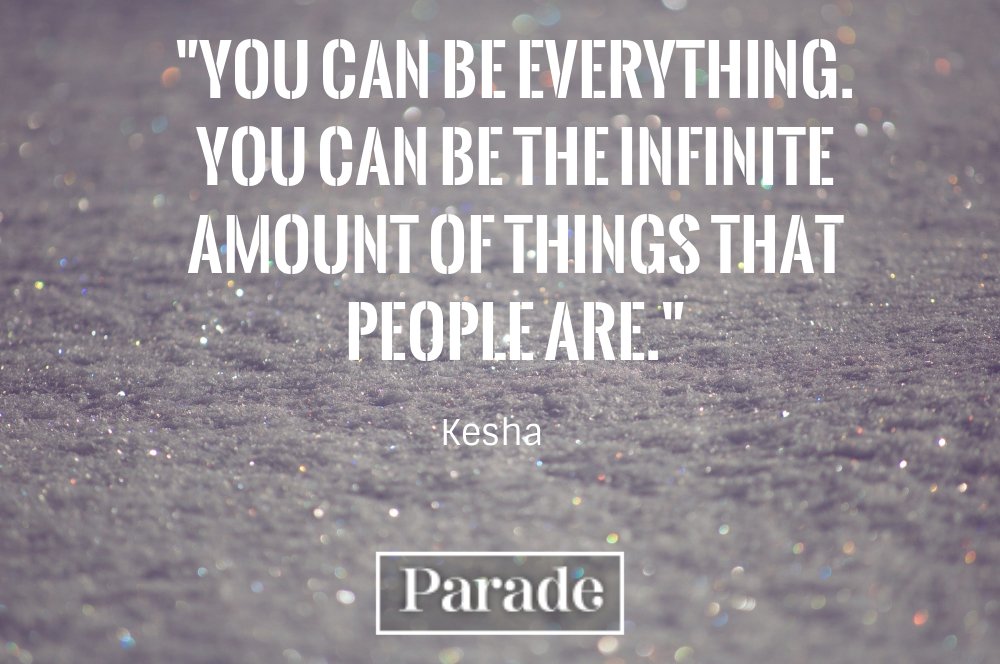 "YOU CAN BE EVERYTHING.
YOU CAN BE THE INFINITE
AMOUNT OF THINGS THAT
PEOPLE ARE."
Kesha
Parade